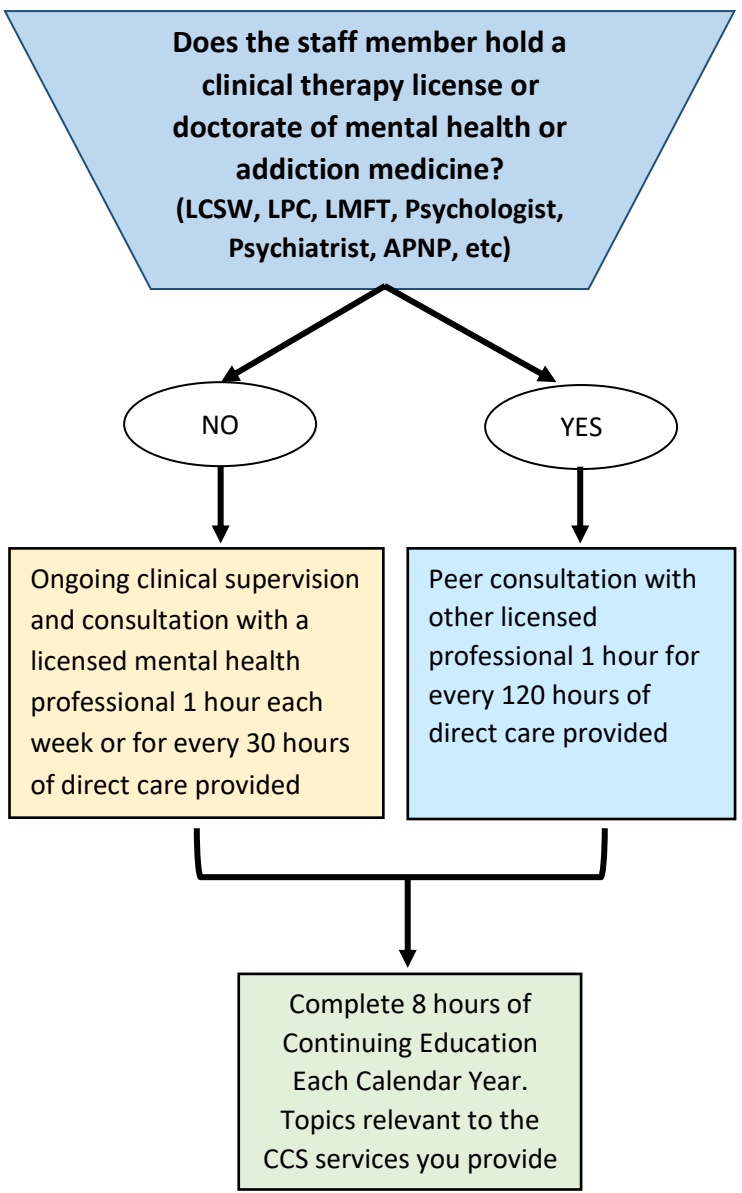 Does the staff member hold a
clinical therapy license or
doctorate of mental health or
addiction medicine?
(LCSW, LPC, LMFT, Psychologist,
Psychiatrist, APNP, etc)
NO
YES
Ongoing clinical supervision
and consultation with a
licensed mental health
professional 1 hour each
week or for every 30 hours
of direct care provided
Peer consultation with
other licensed
professional 1 hour for
every 120 hours of
direct care provided
Complete 8 hours of
Continuing Education
Each Calendar Year.
Topics relevant to the
CCS services you provide